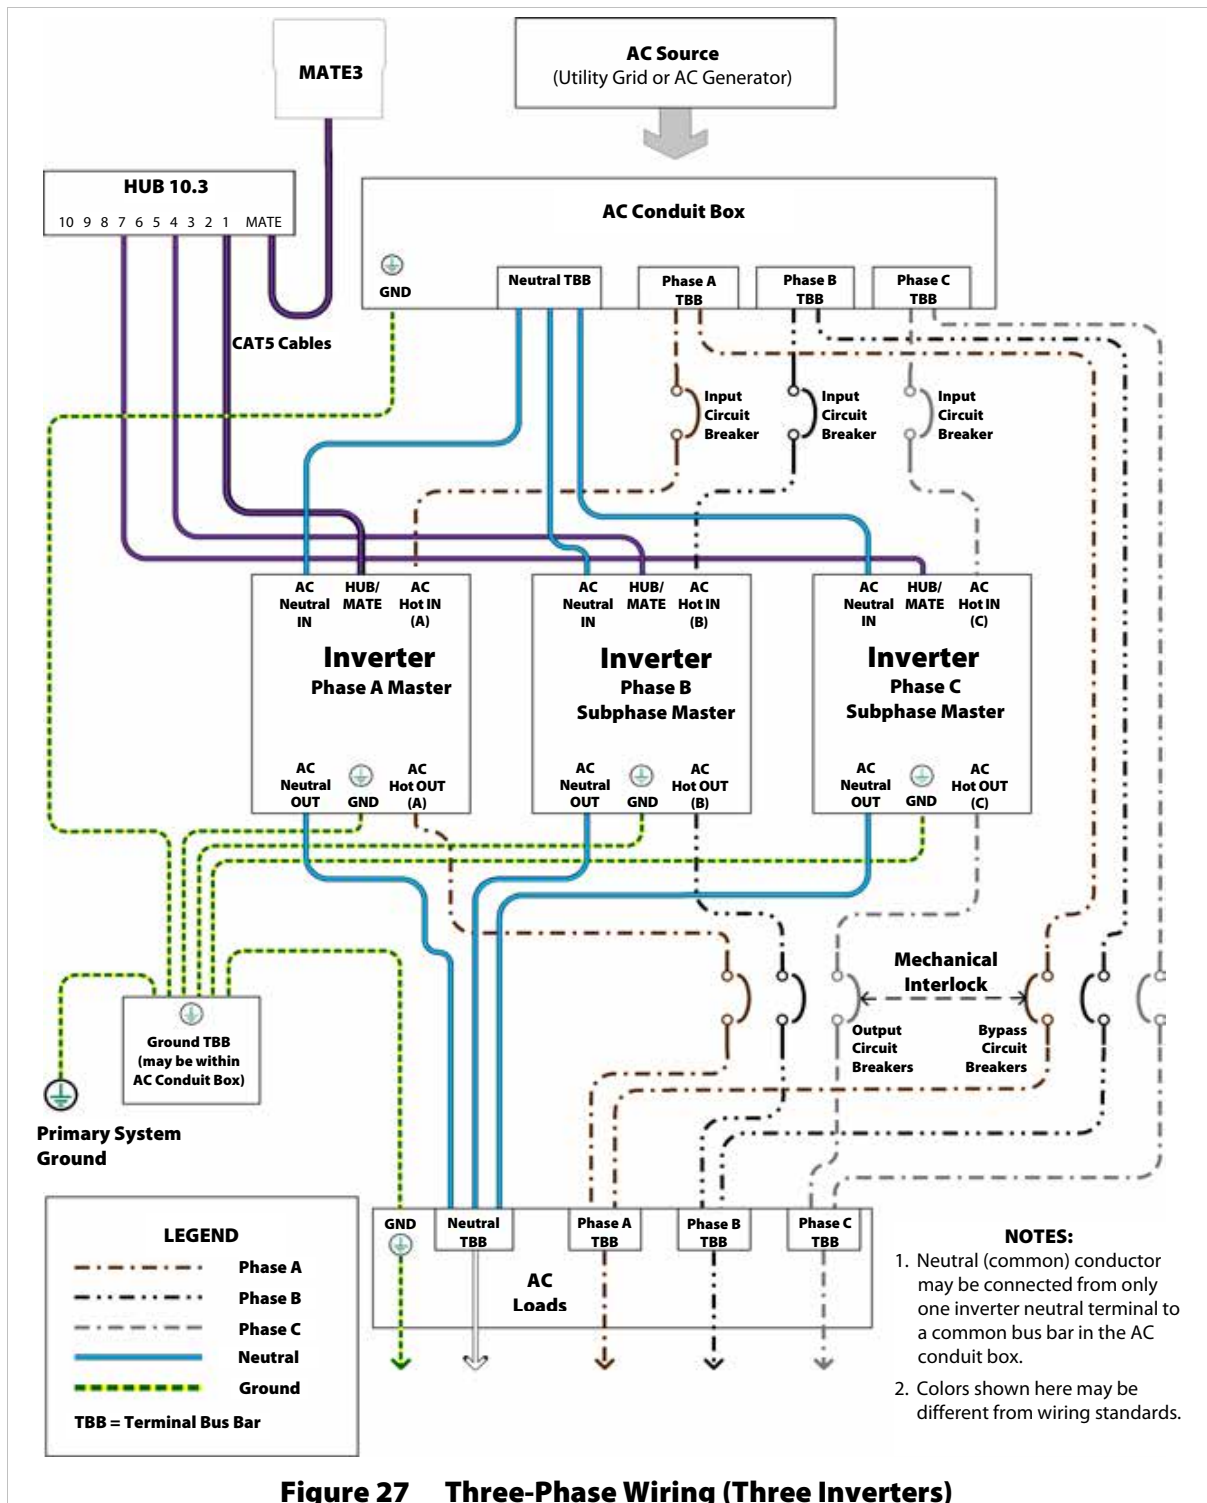 MATE3
AC Source
(Utility Grid or AC Generator)
HUB 10.3
10 9 8 7 6 5 4 3 2 1 MATE
AC Conduit Box
GND
Neutral TBB
Phase A
TBB
Phase B
TBB
Phase C
TBB
CAT5 Cables
Input
Circuit
Breaker
Input
Circuit
Breaker
Input
Circuit
Breaker
AC
Neutral
IN
HUB/
MATE
AC
Hot IN
(A)
Inverter
Phase A Master
AC
Neutral
OUT
GND
AC
Hot OUT
(A)
AC
Neutral
IN
HUB/
MATE
AC
Hot IN
(B)
Inverter
Phase B
Subphase Master
AC
Neutral
OUT
GND
AC
Hot OUT
(B)
AC
Neutral
IN
HUB/
MATE
AC
Hot IN
(C)
Inverter
Phase C
Subphase Master
AC
Neutral
OUT
GND
AC
Hot OUT
(C)
Mechanical
Interlock
Output
Circuit
Breakers
Bypass
Circuit
Breakers
Ground TBB
(may be within
AC Conduit Box)
Primary System
Ground
LEGEND
Phase A
Phase B
Phase C
Neutral
Ground
TBB = Terminal Bus Bar
GND
Neutral
TBB
Phase A
TBB
Phase B
TBB
Phase C
TBB
AC
Loads
NOTES:
1. Neutral (common) conductor
may be connected from only
one inverter neutral terminal to
a common bus bar in the AC
conduit box.
2. Colors shown here may be
different from wiring standards.
Figure 27 Three-Phase Wiring (Three Inverters)